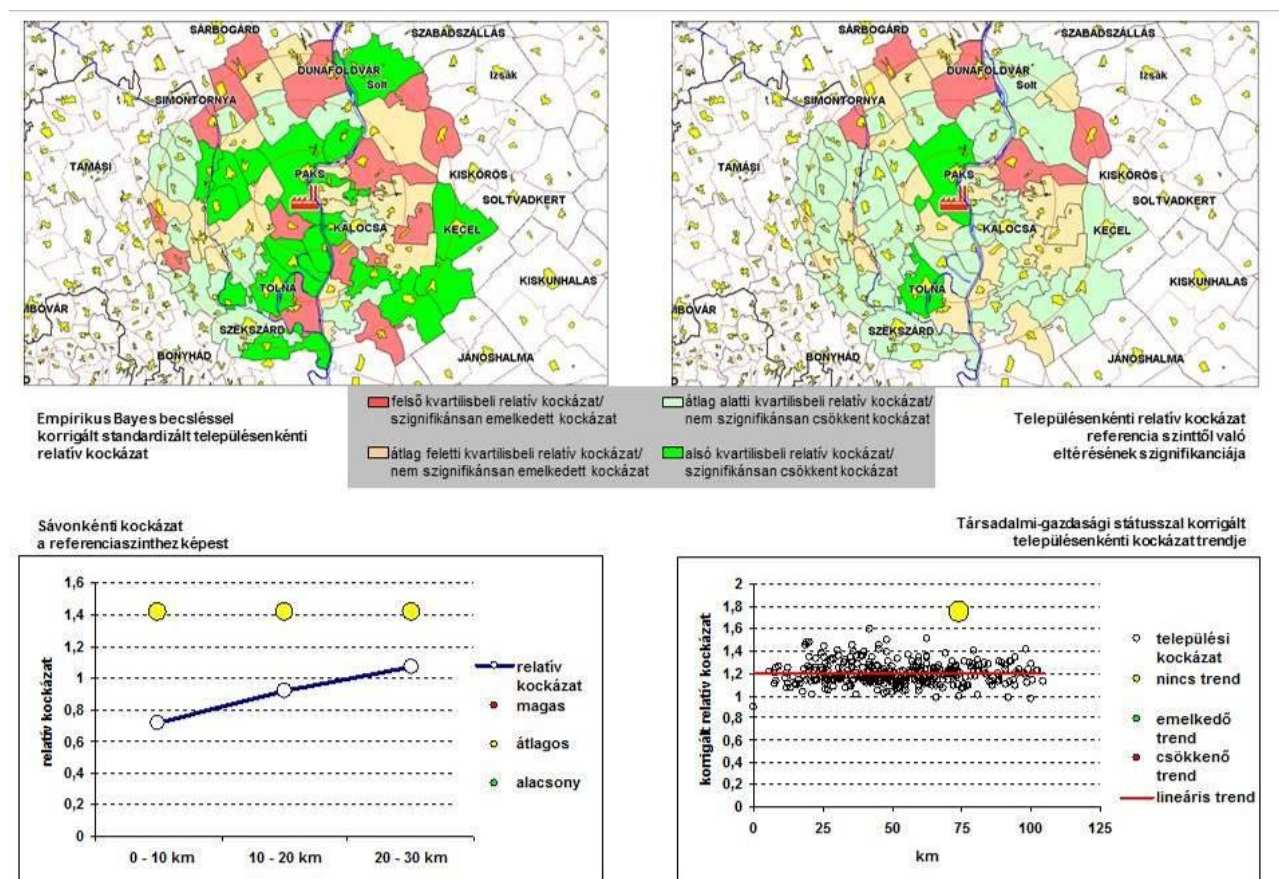 SÁRBOGÁRD
SZABADSZÁLLÁS
DUNAFÖLDVÁR
Solt
Izsák
SIMONTORNYA
TAMÁSI
PAKS
KISKŐRÖS
SOLTVADKERT
KALOCSA
KECEL
KISKUNHALAS
TOLNA
MBÓVÁR
SZEKSZÁRD
BONYHÁD
JÁNOSHALMA
SÁRBOGÁRD
SZABADSZÁLLÁS
DUNAFÖLDVÁR
Solt
Izsák
SIMONTORNYA
TAMÁSI
PAKS
KISKŐRÖS
SOLTVADKERT
KALOCSA
KECEL
KISKUNHALAS
TOLNA
MBÓVÁR
SZEKSZÁRD
BONYHÁD
JÁNOSHALMA
Empirikus Bayes becsléssel
korrigált standardizált településenkénti
relatív kockázat
felső kvartilisbeli relatív kockázat/
szignifikánsan emelkedett kockázat
átlag feletti kvartilisbeli relatív kockázat/
nem szignifikánsan emelkedett kockázat
átlag alatti kvartilisbeli relatív kockázat/
nem szignifikánsan csökkent kockázat
alsó kvartilisbeli relatív kockázat/
szignifikánsan csökkent kockázat
Településenkénti relatív kockázat
referencia szinttől való
eltérésének szignifikanciája
Sávonkénti kockázat
a referenciaszinthez képest
relatív kockázat
1,6
1,4
1,2
1
0,8
0,6
0,4
0,2
0
0 - 10 km
10 - 20 km
20 - 30 km
relatív
kockázat
magas
átlagos
alacsony
Társadalmi-gazdasági státusszal korrigált
településenkénti kockázat trendje
korrigált relatív kockázat
2
1,8
1,6
1,4
1,2
1
0,8
0,6
0,4
0,2
0
0
25
50
75
100
125
km
települési
kockázat
nincs trend
emelkedő
trend
csökkenő
trend
lineáris trend